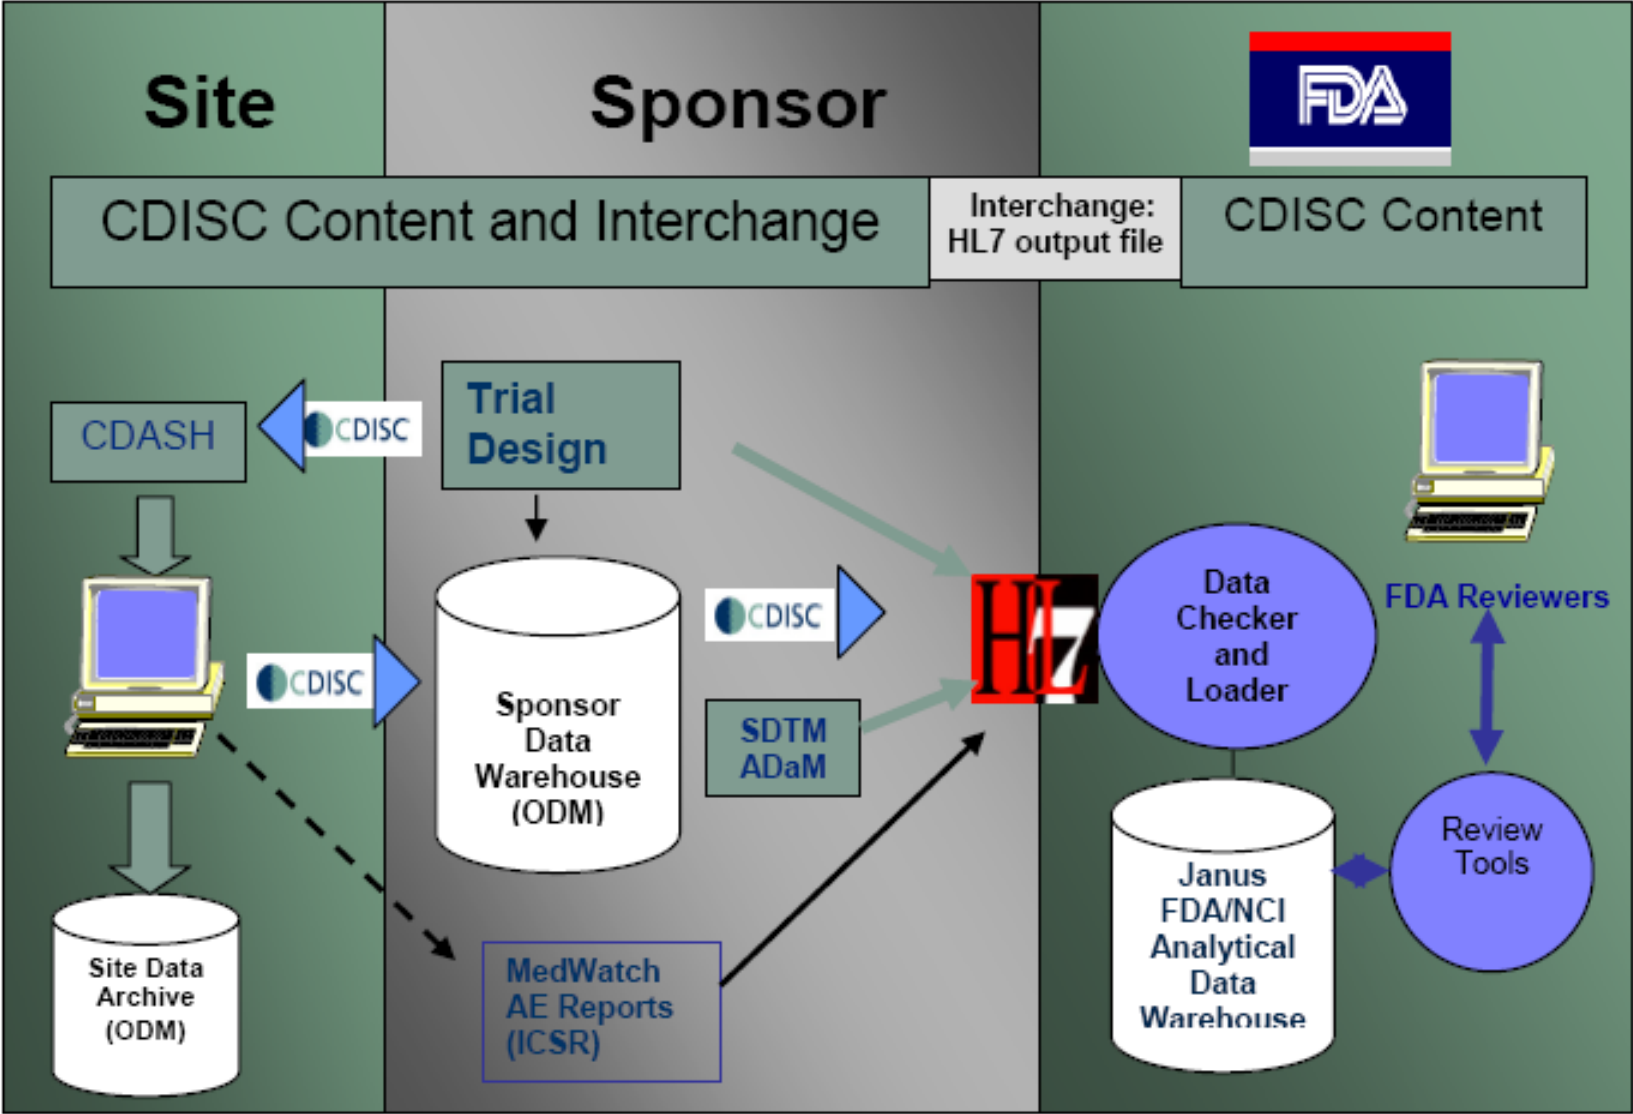 Site
Sponsor
FDA
CDISC Content and Interchange
Interchange:
HL7 output file
CDISC Content
CDASH
CDISC
Trial
Design
CDISC
Sponsor
Data
Warehouse
(ODM)
CDISC
SDTM
ADaM
HL7
Data
Checker
and
Loader
FDA Reviewers
Review
Tools
Janus
FDA/NCI
Analytical
Data
Warehouse
Site Data
Archive
(ODM)
MedWatch
AE Reports
(ICSR)